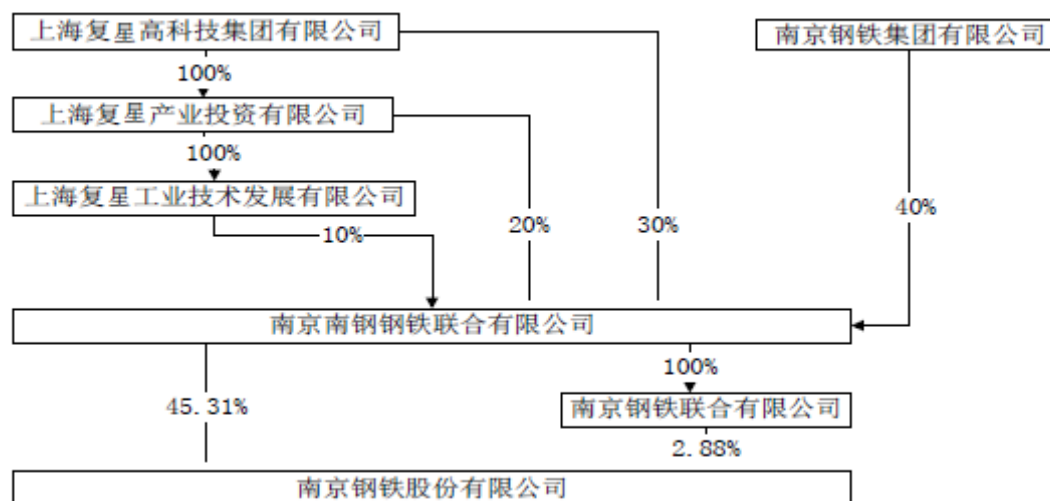 上海复星高科技集团有限公司
南京钢铁集团有限公司
100%
上海复星产业投资有限公司
100%
上海复星工业技术发展有限公司
10%
20%
30%
40%
南京南钢钢铁联合有限公司
100%
45.31%
南京钢铁联合有限公司
2.88%
南京钢铁股份有限公司